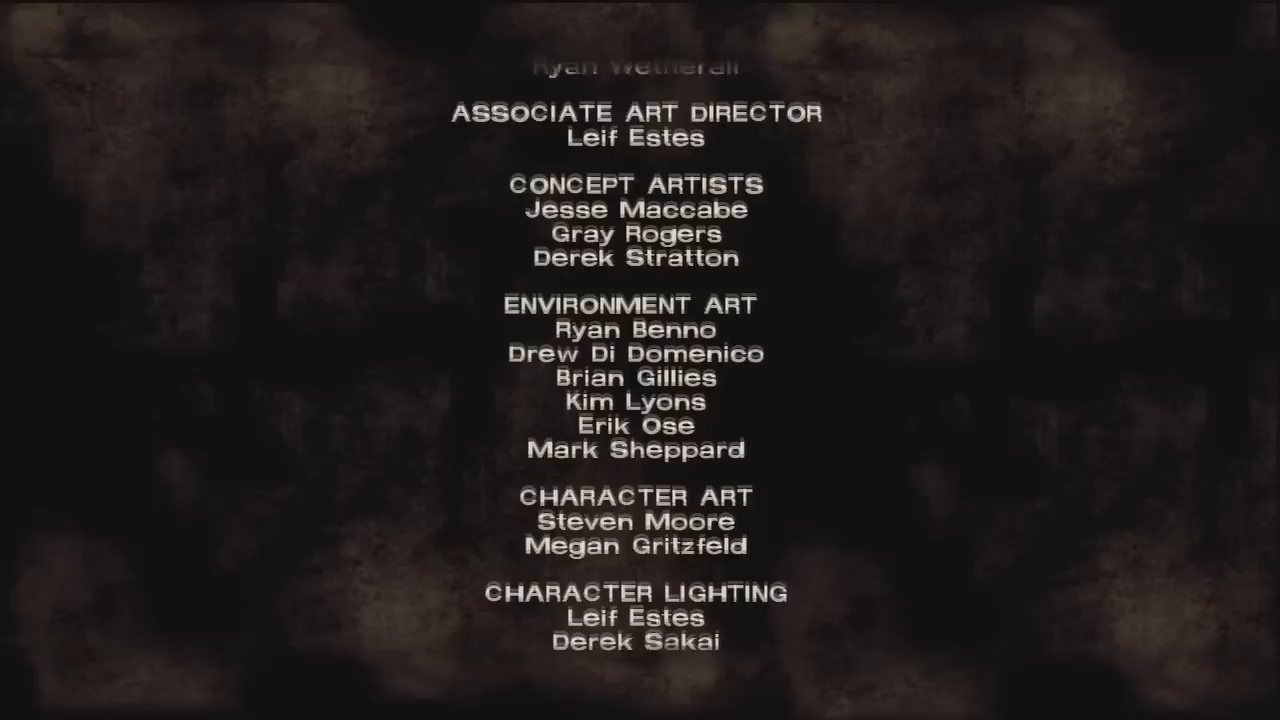 Ryan Wetherall
ASSOCIATE ART DIRECTOR
Leif Estes
CONCEPT ARTISTS
Jesse Maccabe
Gray Rogers
Derek Stratton
ENVIRONMENT ART
Ryan Benno
Drew Di Domenico
Brian Gillies
Kim Lyons
Erik Ose
Mark Sheppard
CHARACTER ART
Steven Moore
Megan Gritzfeld
CHARACTER LIGHTING
Leif Estes
Derek Sakai